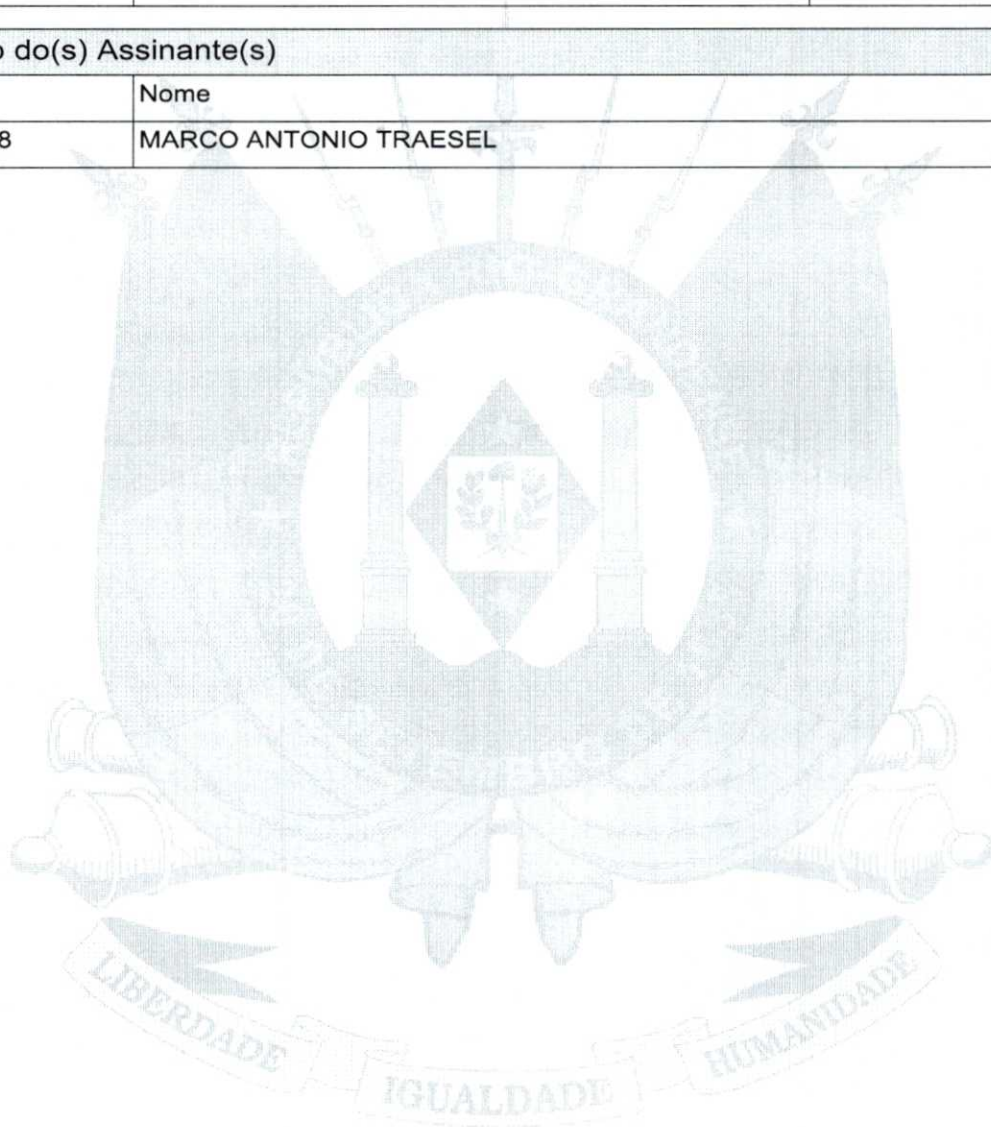 o do(s) Assinante(s)
Nome
8 MARCO ANTONIO TRAESEL
LIBERDADE
IGUALDADE
HUMANIDADE